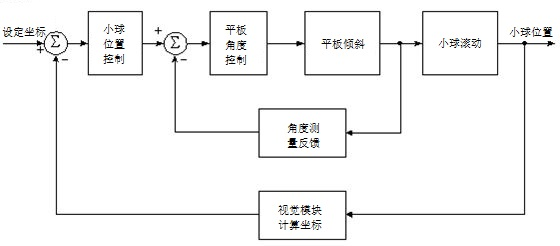 设定坐标
+
Σ
−
小球
位置
控制
+
Σ
−
平板
角度
控制
平板倾斜
小球滚动
小球位置
角度测
量反馈
视觉模块
计算坐标